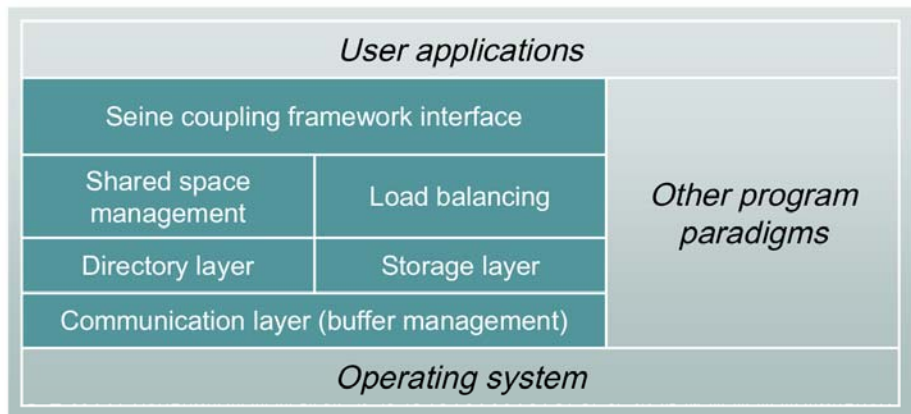 User applications
Seine coupling framework interface
Shared space
management
Load balancing
Other program
paradigms
Directory layer
Storage layer
Communication layer (buffer management)
Operating system